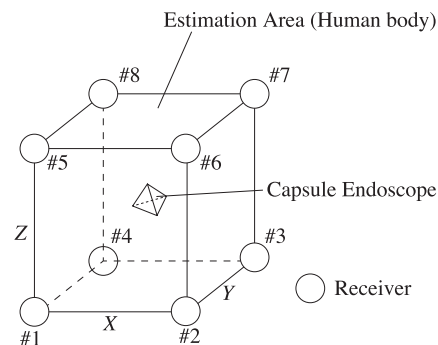 Estimation Area (Human body)
#8
#7
#5
#6
Capsule Endoscope
#4
#3
Z
Y
Receiver
X
#1
#2